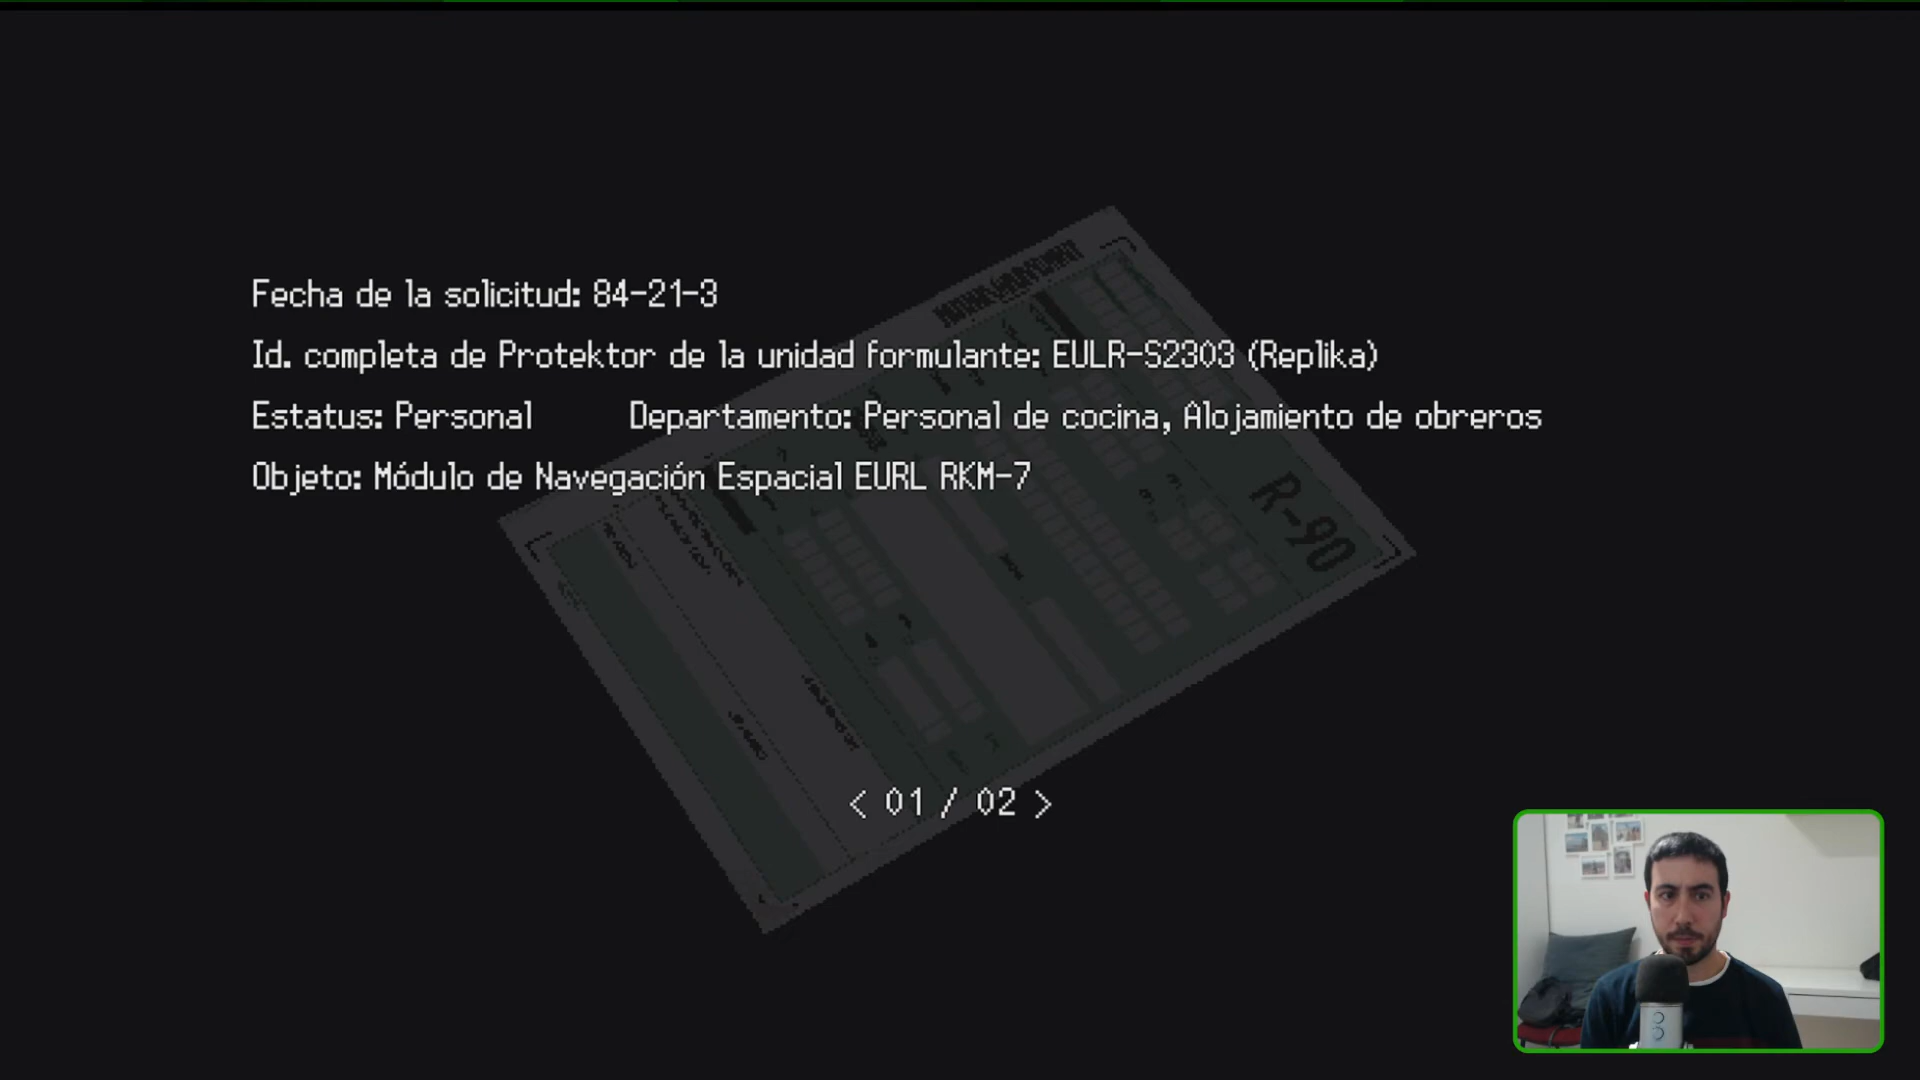 Fecha de la solicitud: 84-21-3
Id. completa de Protektor de la unidad formulante: EULR-S2303 (Replika)
Estatus: Personal Departamento: Personal de cocina, Alojamiento de obreros
Objeto: Módulo de Navegación Espacial EURL RKM-7
R-90
< 01 / 02 >